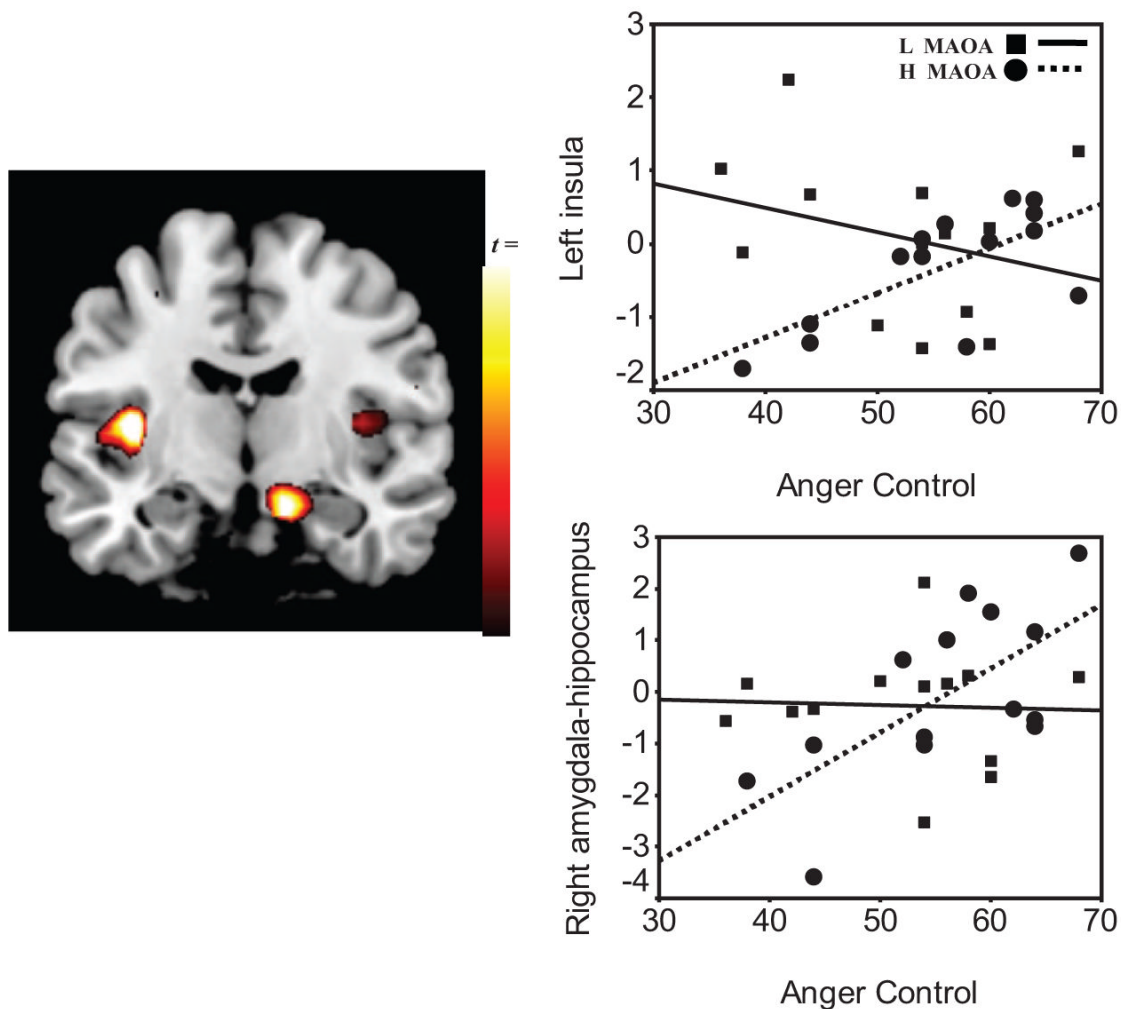 t =
3
2
1
0
-1
-2
Left insula
L MAOA
H MAOA
30 40 50 60 70
Anger Control
3
2
1
0
-1
-2
-3
-4
Right amygdala-hippocampus
30 40 50 60 70
Anger Control